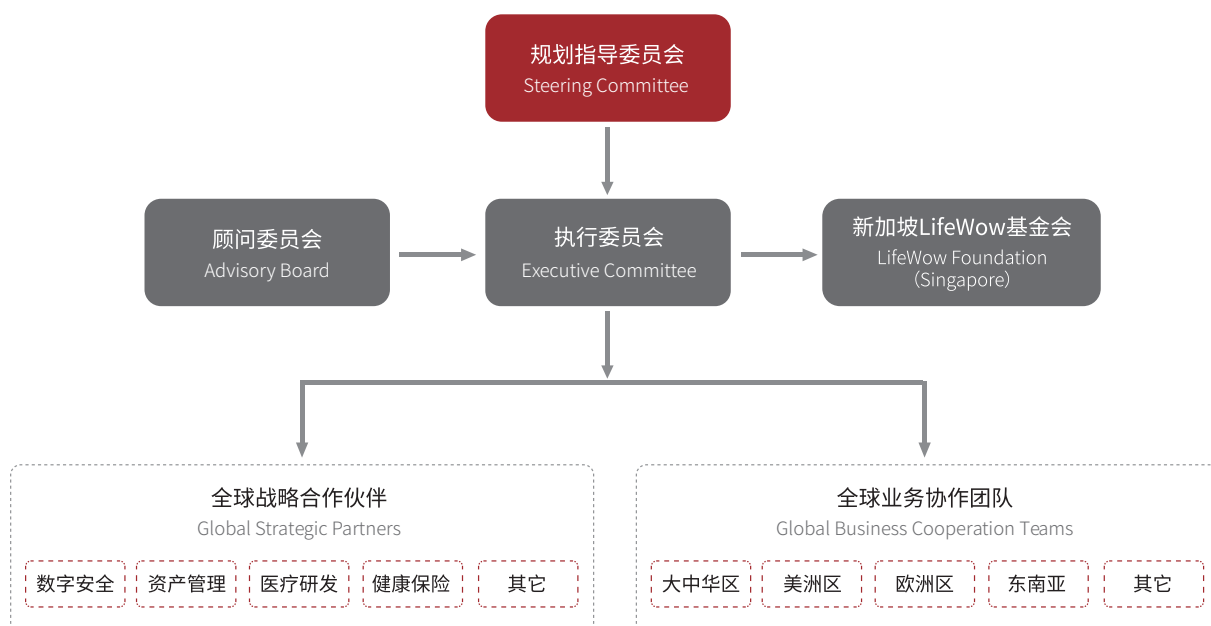 规划指导委员会
Steering Committee
顾问委员会
Advisory Board
执行委员会
Executive Committee
新加坡LifeWow基金会
LifeWow Foundation
（Singapore）
全球战略合作伙伴
Global Strategic Partners
数字安全
资产管理
医疗研发
健康保险
其它
全球业务协作团队
Global Business Cooperation Teams
大中华区
美洲区
欧洲区
东南亚
其它